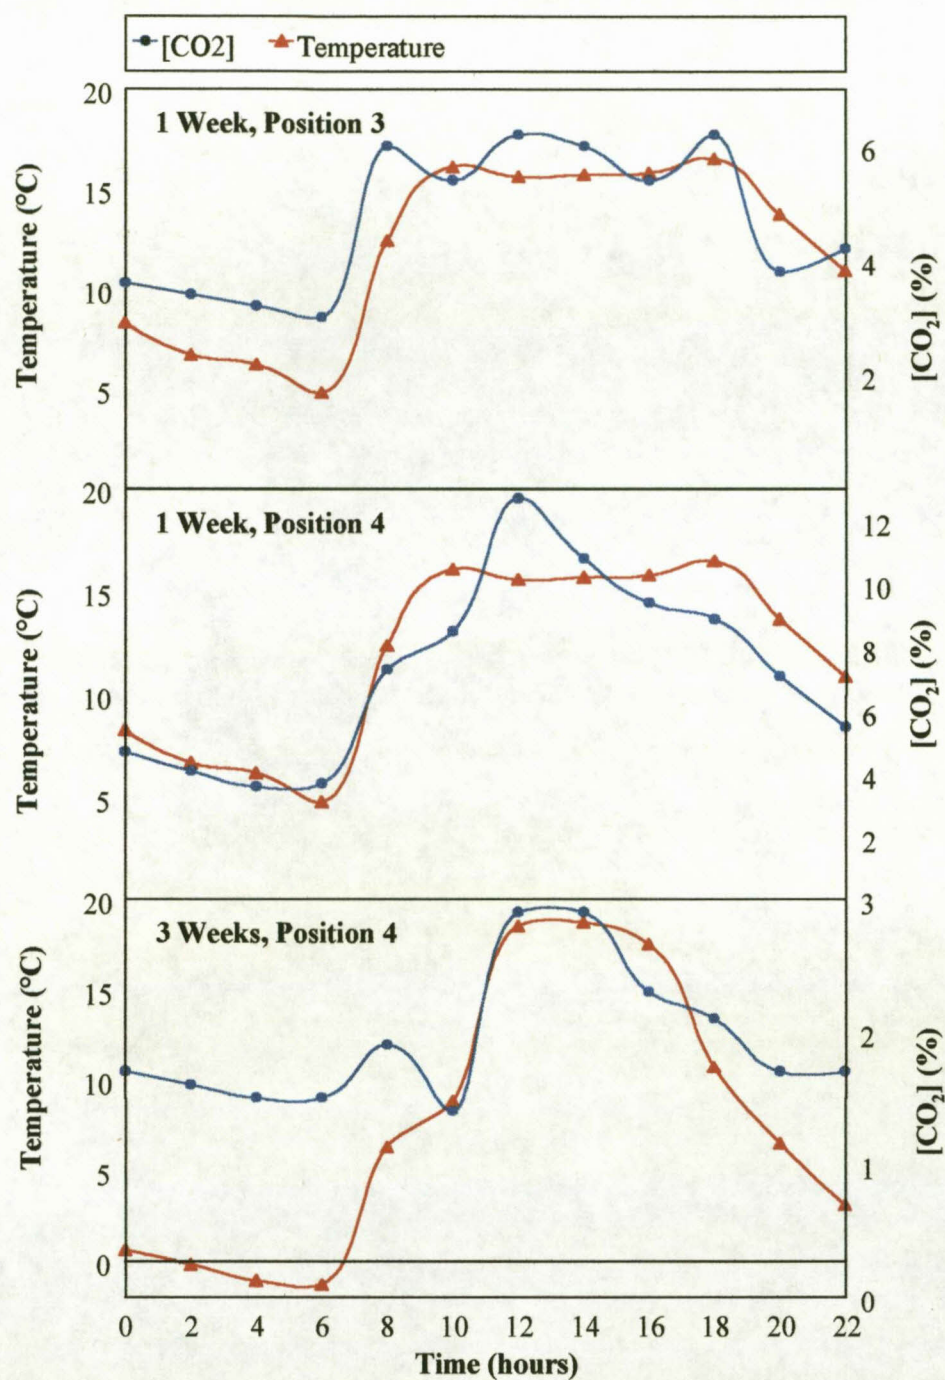 [CO2] Temperature
1 Week, Position 3
Temperature (°C)
20
15
10
5
[CO₂] (%)
6
4
2
1 Week, Position 4
Temperature (°C)
20
15
10
5
[CO₂] (%)
12
10
8
6
4
2
3 Weeks, Position 4
Temperature (°C)
20
15
10
5
0
[CO₂] (%)
3
2
1
0
0 2 4 6 8 10 12 14 16 18 20 22
Time (hours)